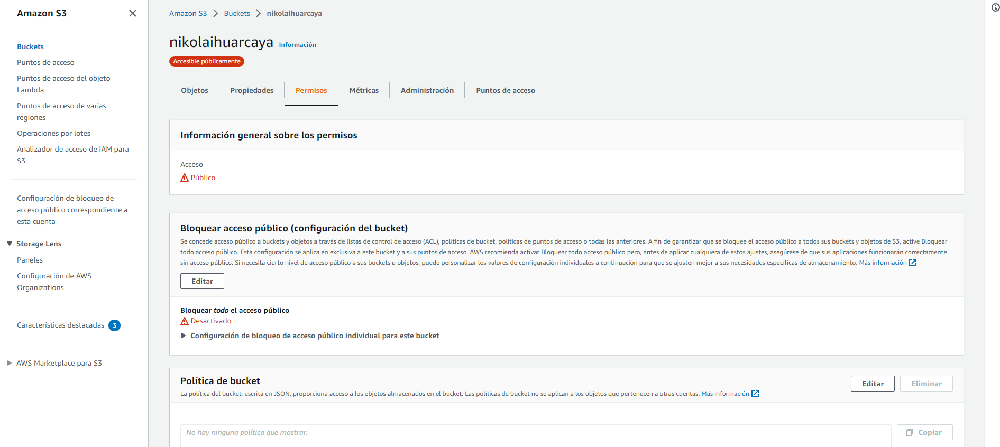 Amazon S3
Buckets
Puntos de acceso
Puntos de acceso del objeto
Lambda
Puntos de acceso de varias
regiones
Operaciones por lotes
Analizador de acceso de IAM para
S3
Configuración de bloqueo de
acceso público correspondiente a
esta cuenta
Storage Lens
Paneles
Configuración de AWS
Organizations
Características destacadas 3
AWS Marketplace para S3
Amazon S3 Buckets nikolaihuarcaya
nikolaihuarcaya Información
Accesible públicamente
Objetos Propiedades Permisos Métricas Administración Puntos de acceso
Información general sobre los permisos
Acceso
Público
Bloquear acceso público (configuración del bucket)
Se concede acceso público a buckets y objetos a través de listas de control de acceso (ACL), políticas de bucket, políticas de puntos de acceso o todas las anteriores. A fin de garantizar que se bloquee el acceso público a todos sus buckets y objetos de S3, active Bloquear
todo acceso público. Esta configuración se aplica en exclusiva a este bucket y a sus puntos de acceso. AWS recomienda activar Bloquear todo acceso público pero, antes de aplicar cualquiera de estos ajustes, asegúrese de que sus aplicaciones funcionarán correctamente
sin acceso público. Si necesita cierto nivel de acceso público a sus buckets u objetos, puede personalizar los valores de configuración individuales a continuación para que se ajusten mejor a sus necesidades específicas de almacenamiento. Más información
Editar
Bloquear todo el acceso público
Desactivado
Configuración de bloqueo de acceso público individual para este bucket
Política de bucket
Editar Eliminar
La política del bucket, escrita en JSON, proporciona acceso a los objetos almacenados en el bucket. Las políticas de bucket no se aplican a los objetos que pertenecen a otras cuentas. Más información
No hay ninguna política que mostrar.
Copiar